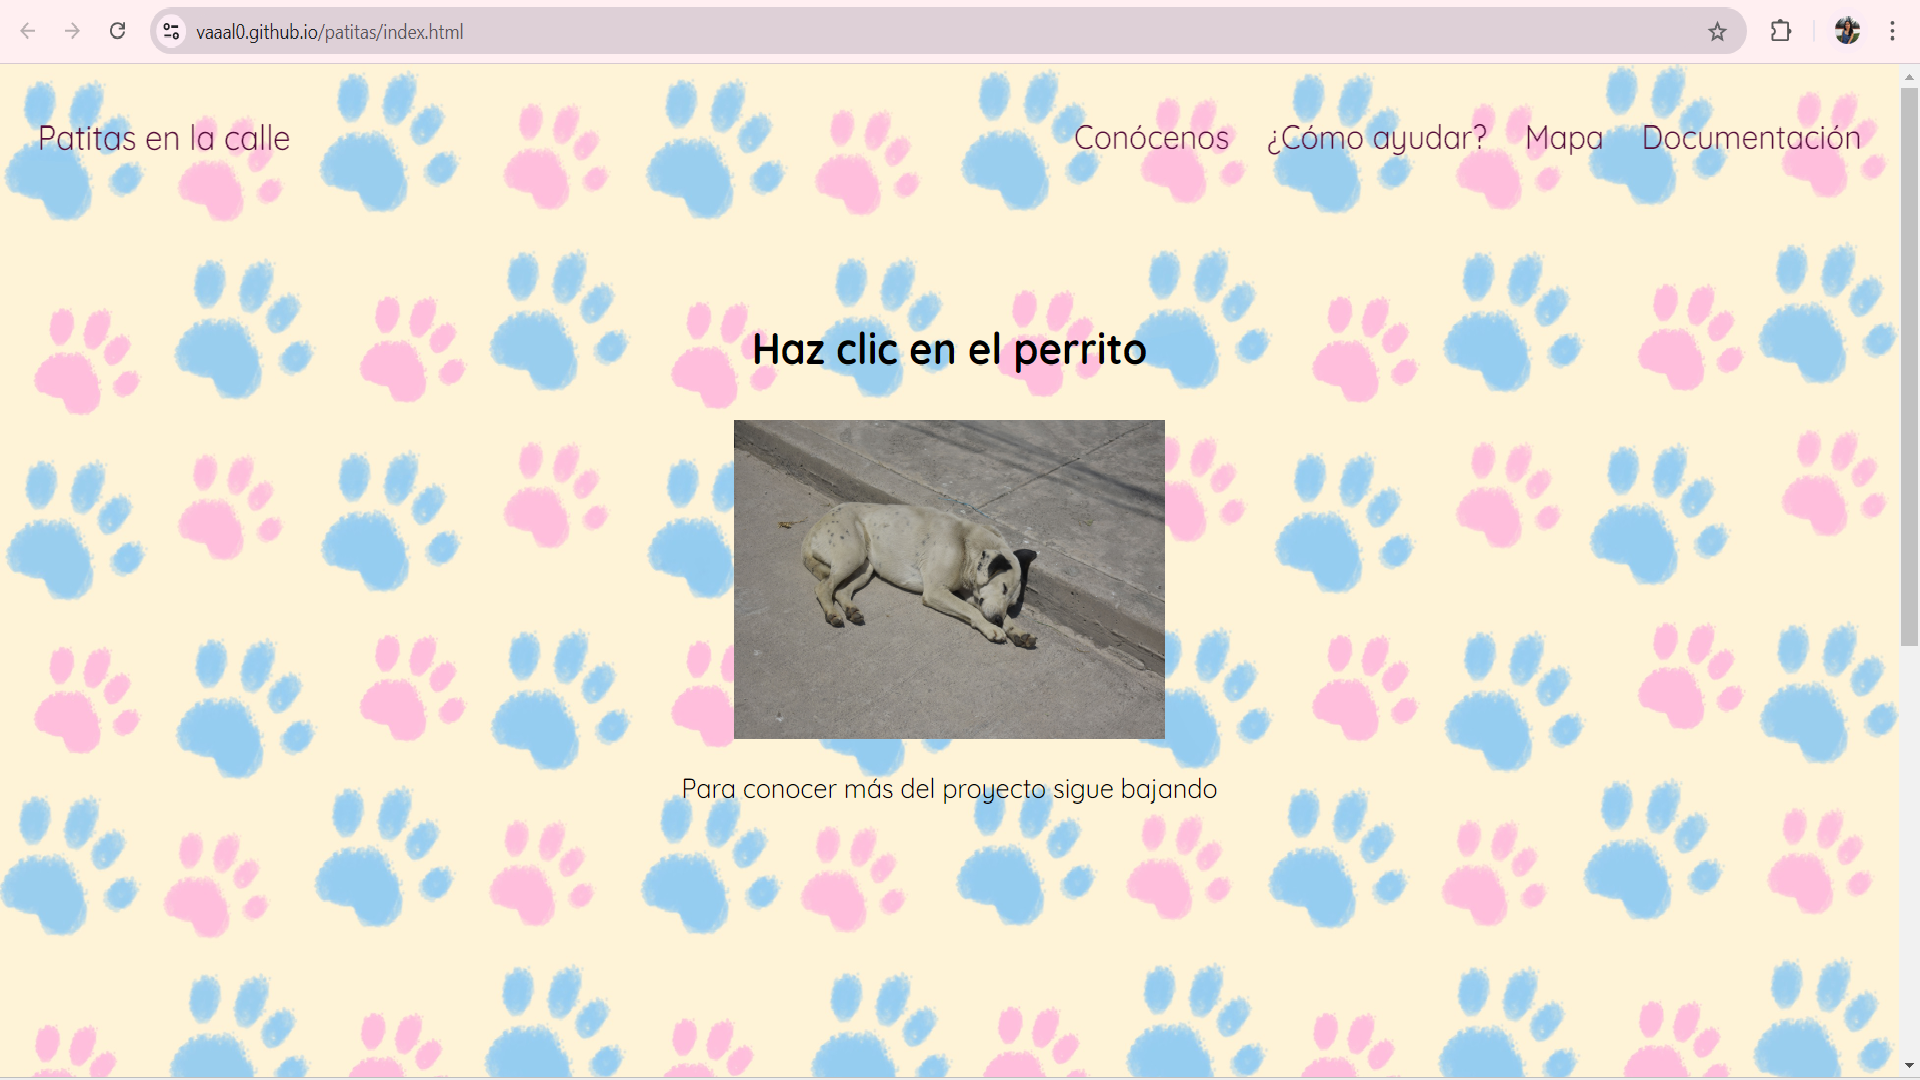 vaaal0.github.io/patitas/index.html
Patitas en la calle
Conócenos
¿Cómo ayudar?
Mapa
Documentación
Haz clic en el perrito
Para conocer más del proyecto sigue bajando